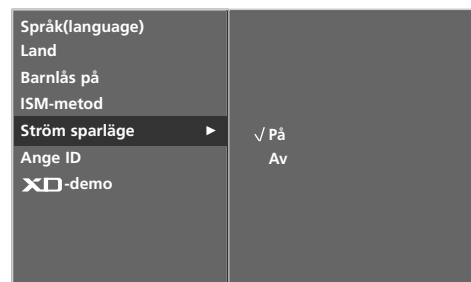 Språk(language)
Land
Barnlås på
ISM-metod
Ström sparläge ►
√ På
Av
Ange ID
XD-demo